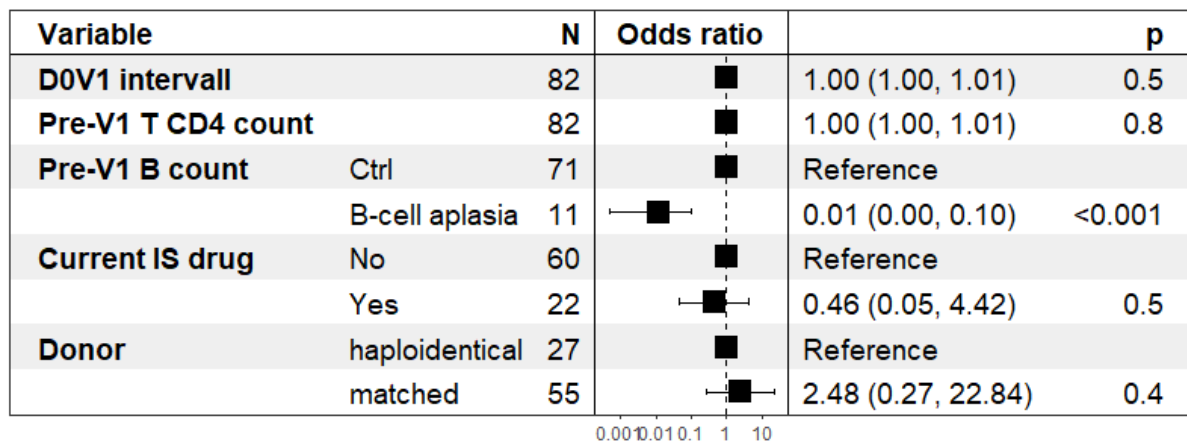 Variable N Odds ratio p
D0V1 intervall 82 1.00 (1.00, 1.01) 0.5
Pre-V1 T CD4 count 82 1.00 (1.00, 1.01) 0.8
Pre-V1 B count Ctrl 71 Reference
B-cell aplasia 11 0.01 (0.00, 0.10) <0.001
Current IS drug No 60 Reference
Yes 22 0.46 (0.05, 4.42) 0.5
Donor haploidentical 27 Reference
matched 55 2.48 (0.27, 22.84) 0.4
0.001 0.01 0.1 1 10